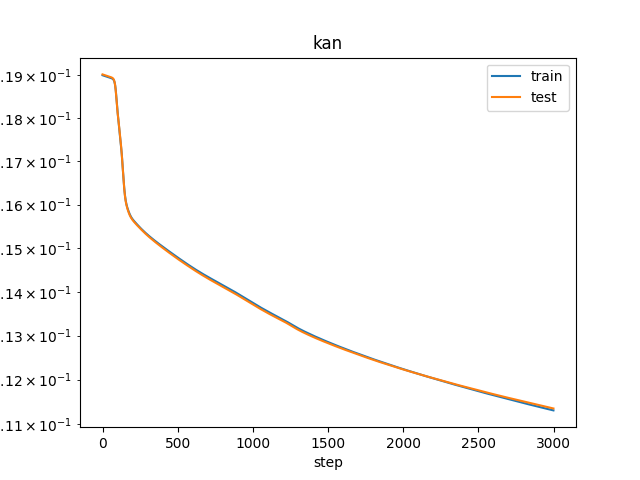 kan
.19 × 10⁻¹
.18 × 10⁻¹
.17 × 10⁻¹
.16 × 10⁻¹
.15 × 10⁻¹
.14 × 10⁻¹
.13 × 10⁻¹
.12 × 10⁻¹
.11 × 10⁻¹
train
test
0 500 1000 1500 2000 2500 3000
step